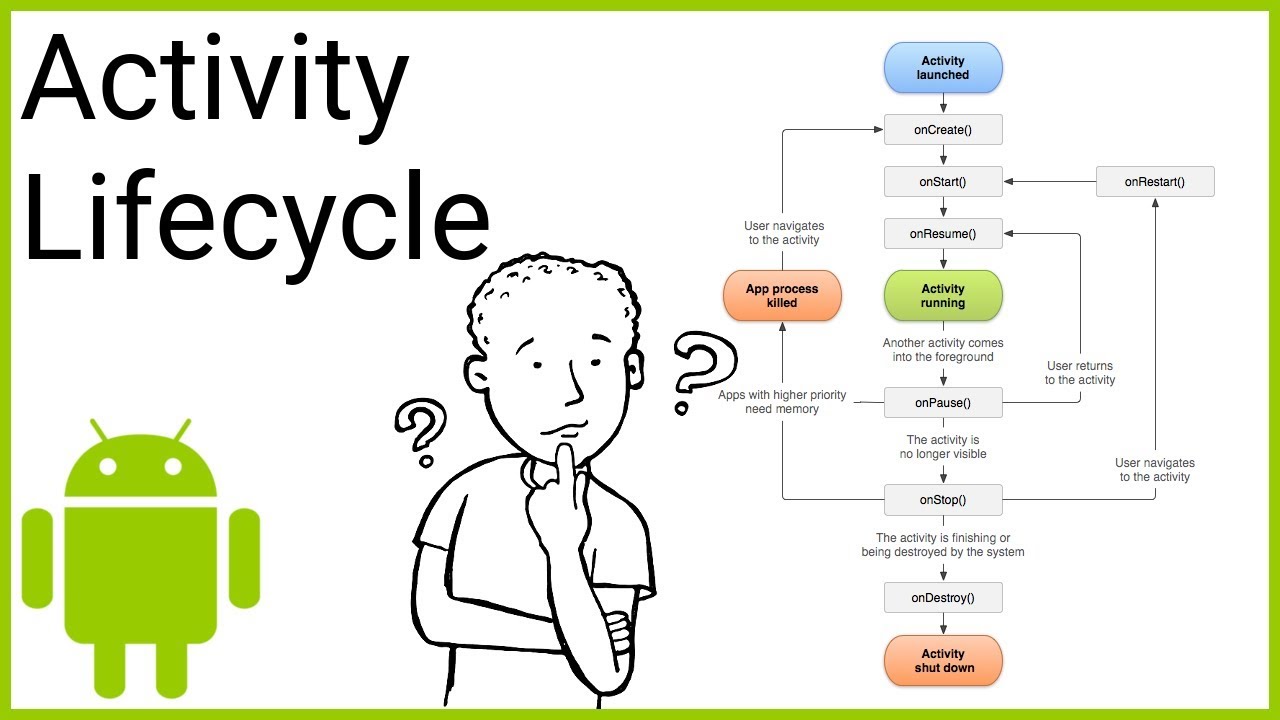 Activity
Lifecycle
Activity
launched
onCreate()
onStart()
onRestart()
User navigates
to the activity
onResume()
App process
killed
Activity
running
Another activity comes
into the foreground
User returns
to the activity
Apps with higher priority
need memory
onPause()
The activity is
no longer visible
User navigates
to the activity
onStop()
The activity is finishing or
being destroyed by the system
onDestroy()
Activity
shut down
?
?